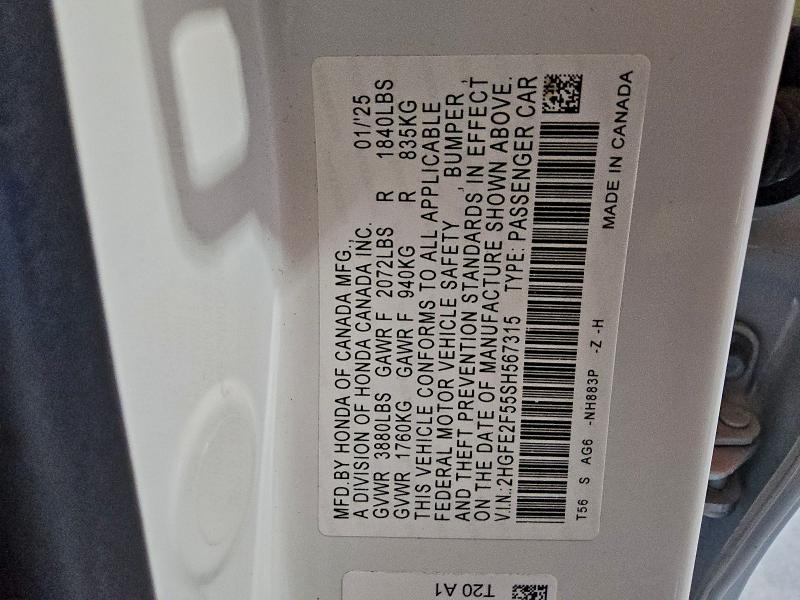 MFD.BY HONDA OF CANADA MFG., 01/'25
A DIVISION OF HONDA CANADA INC.
GVWR 3880LBS GAWR F 2072LBS R 1840LBS
GVWR 1760KG GAWR F 940KG R 835KG
THIS VEHICLE CONFORMS TO ALL APPLICABLE
FEDERAL MOTOR VEHICLE SAFETY , BUMPER ,
AND THEFT PREVENTION STANDARDS IN EFFECT
ON THE DATE OF MANUFACTURE SHOWN ABOVE.
V.I.N.:2HGFE2F55SH567315 TYPE: PASSENGER CAR
T56 S AG6 -NH883P -Z -H MADE IN CANADA
T20 A1